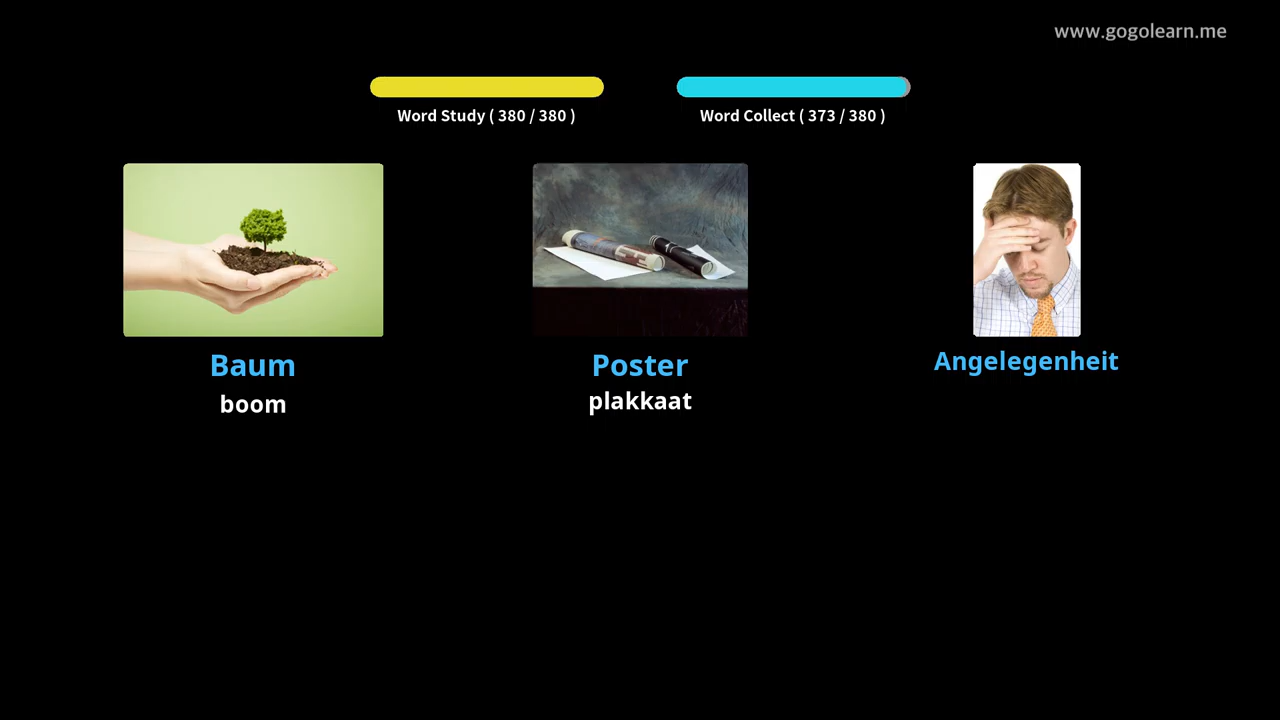 www.gogolearn.me
Word Study ( 380 / 380 )
Word Collect ( 373 / 380 )
Baum
boom
Poster
plakkaat
Angelegenheit